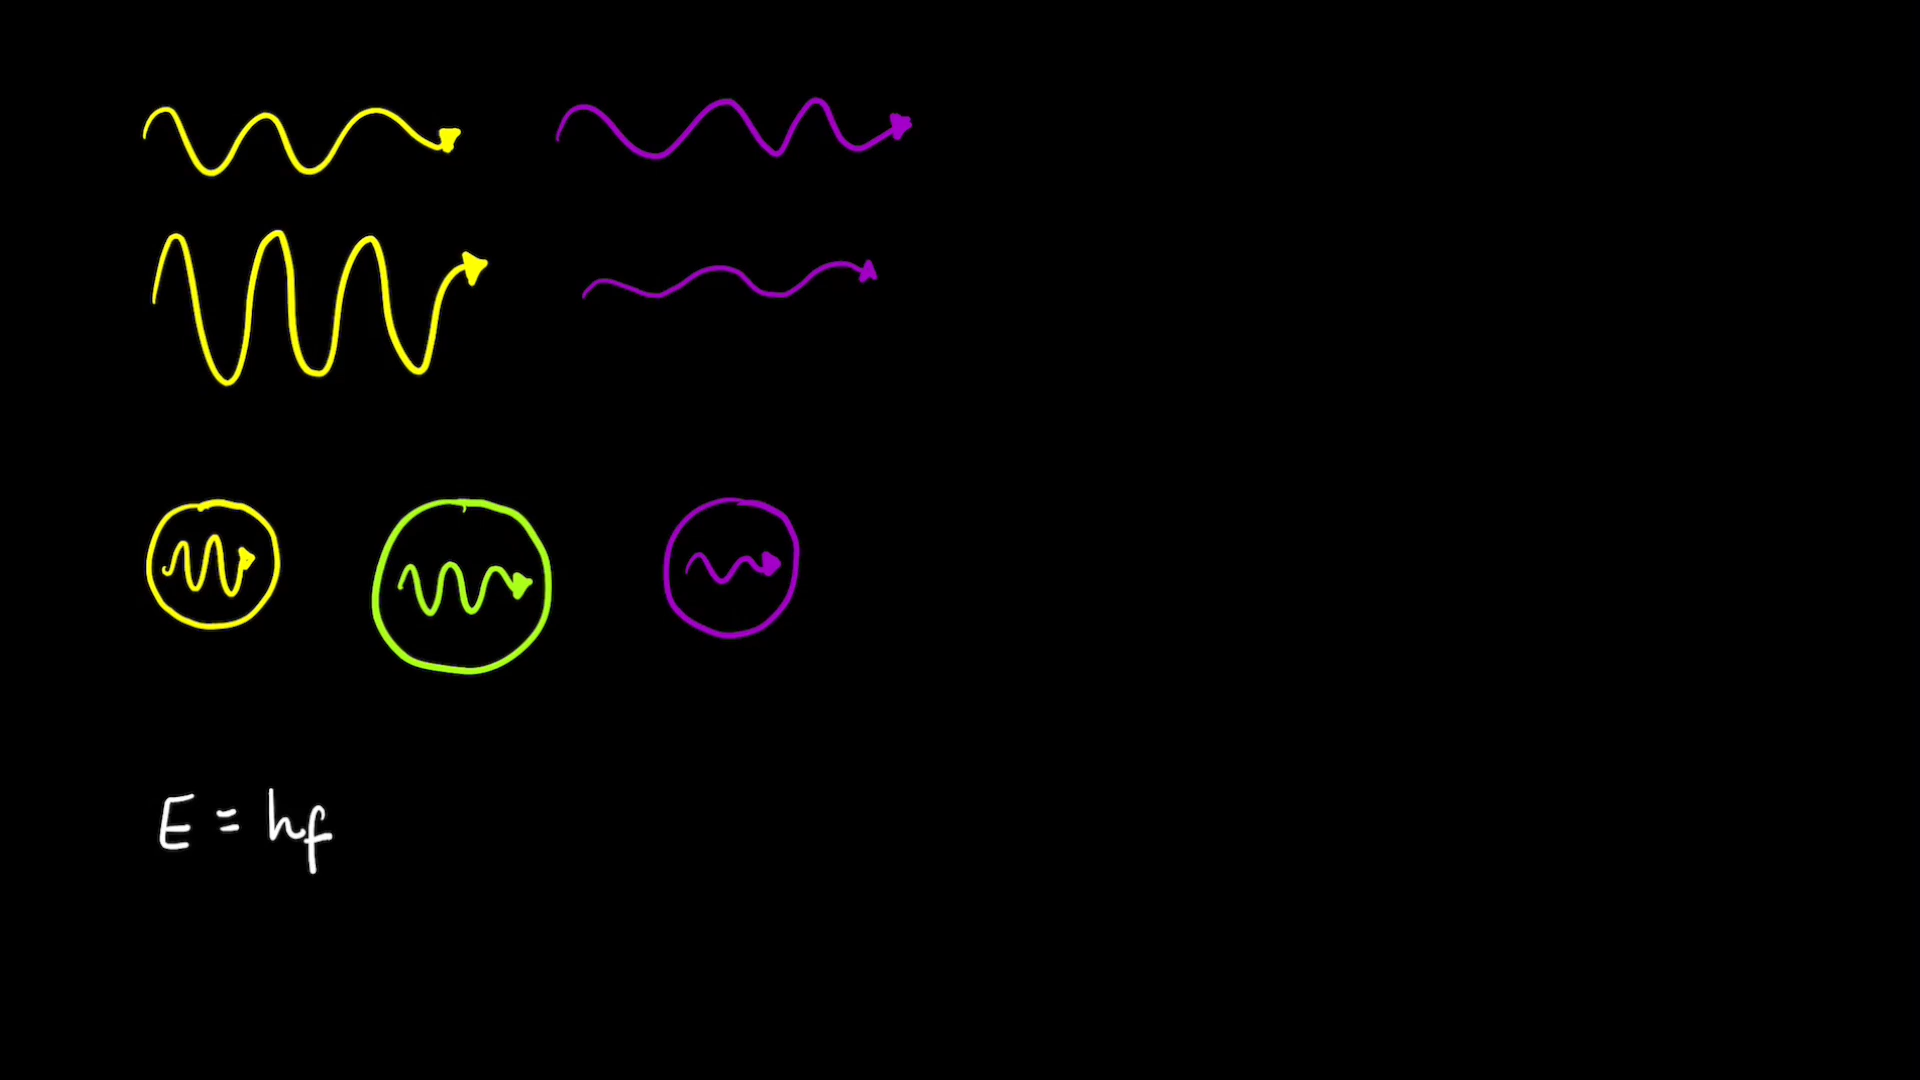 E = hf